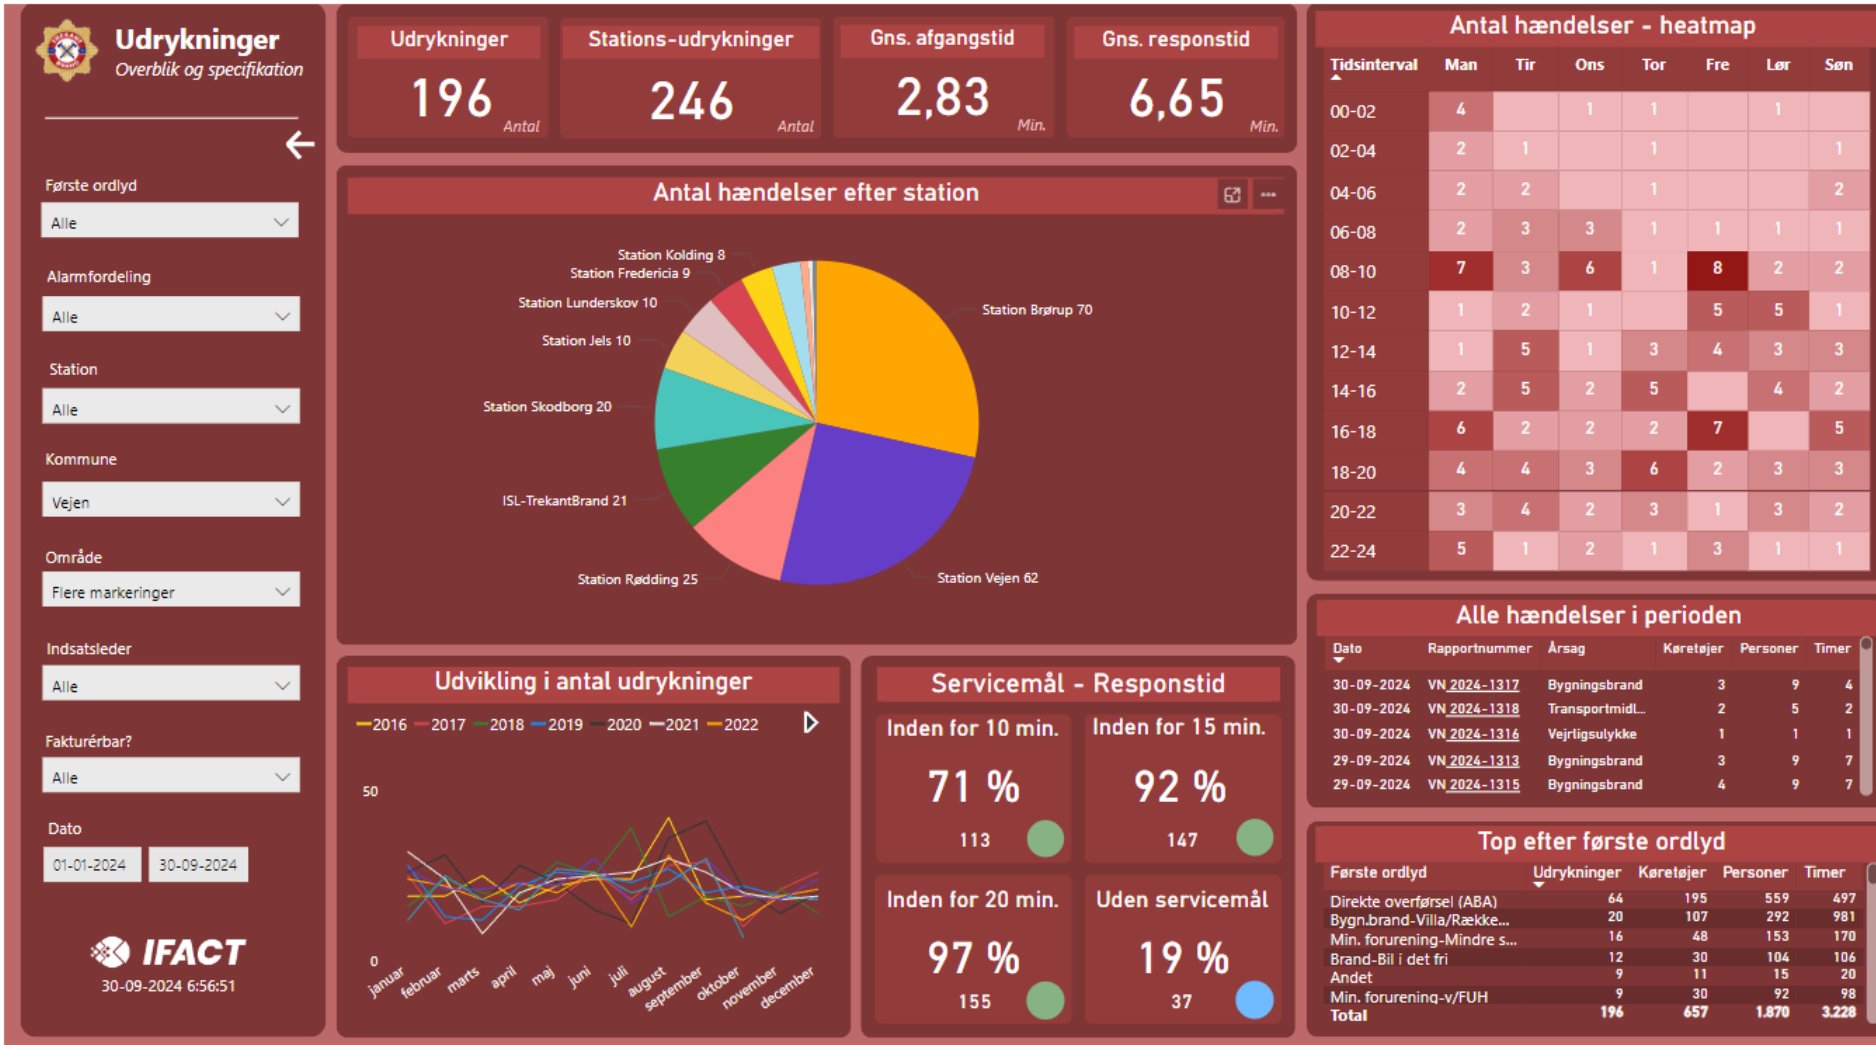 Udrykninger
Overblik og specifikation
Første ordlyd
Alle
Alarmfordeling
Alle
Station
Alle
Kommune
Vejen
Område
Flere markeringer
Indsatsleder
Alle
Fakturérbar?
Alle
Dato
01-01-2024 30-09-2024
IFACT
30-09-2024 6:56:51
Udrykninger
196
Antal
Stations-udrykninger
246
Antal
Gns. afgangstid
2,83
Min.
Gns. responstid
6,65
Min.
Antal hændelser efter station
Station Kolding 8
Station Fredericia 9
Station Lunderskov 10
Station Jels 10
Station Skodborg 20
ISL-TrekantBrand 21
Station Rødding 25
Station Brørup 70
Station Vejen 62
Udvikling i antal udrykninger
2016 2017 2018 2019 2020 2021 2022
50
0
januar februar marts april maj juni juli august september oktober november december
Servicemål - Responstid
Inden for 10 min.
71 %
113
Inden for 15 min.
92 %
147
Inden for 20 min.
97 %
155
Uden servicemål
19 %
37
Antal hændelser - heatmap
Tidsinterval Man Tir Ons Tor Fre Lør Søn
00-02 4 1 1 1
02-04 2 1 1 1
04-06 2 2 1 2
06-08 2 3 3 1 1 1 1
08-10 7 3 6 1 8 2 2
10-12 1 2 1 5 5 1
12-14 1 5 1 3 4 3 3
14-16 2 5 2 5 4 2
16-18 6 2 2 2 7 5
18-20 4 4 3 6 2 3 3
20-22 3 4 2 3 1 3 2
22-24 5 1 2 1 3 1 1
Alle hændelser i perioden
Dato Rapportnummer Årsag Køretøjer Personer Timer
30-09-2024 VN 2024-1317 Bygningsbrand 3 9 4
30-09-2024 VN 2024-1318 Transportmidl... 2 5 2
30-09-2024 VN 2024-1316 Vejrligsulykke 1 1 1
29-09-2024 VN 2024-1313 Bygningsbrand 3 9 7
29-09-2024 VN 2024-1315 Bygningsbrand 4 9 7
Top efter første ordlyd
Første ordlyd Udrykninger Køretøjer Personer Timer
Direkte overførsel (ABA) 64 195 559 497
Bygn.brand-Villa/Række... 20 107 292 981
Min. forurening-Mindre s... 16 48 153 170
Brand-Bil i det fri 12 30 104 106
Andet 9 11 15 20
Min. forurening-v/FUH 9 30 92 98
Total 196 657 1.870 3.228